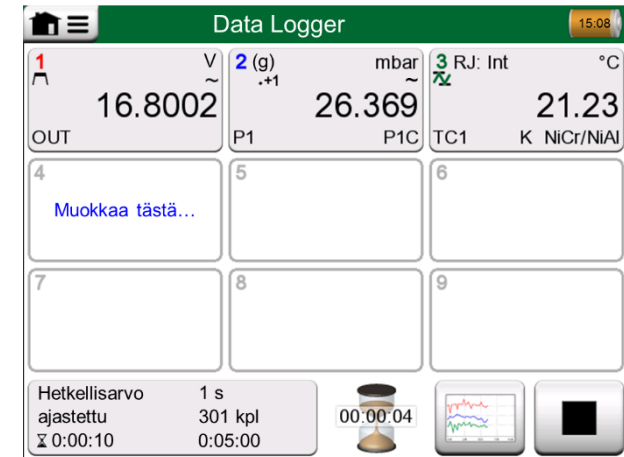 Data Logger
15:08
1 V
~
16.8002
OUT
2 (g) mbar
.+1 ~
26.369
P1 P1C
3 RJ: Int °C
21.23
TC1 K NiCr/NiAl
4 5 6
Muokkaa tästä...
7 8 9
Hetkellisarvo 1 s
ajastettu 301 kpl
0:00:10 0:05:00
00:00:04